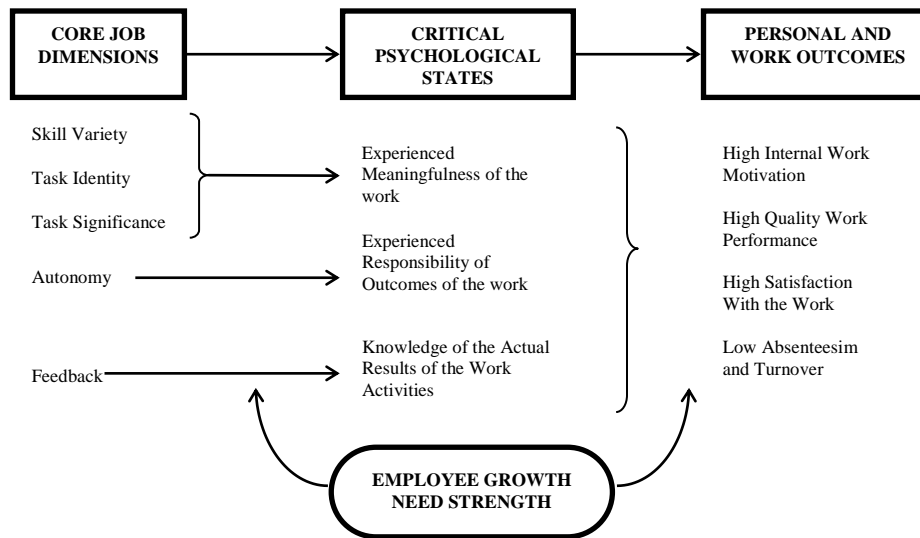 CORE JOB
DIMENSIONS
CRITICAL
PSYCHOLOGICAL
STATES
PERSONAL AND
WORK OUTCOMES
Skill Variety
Task Identity
Task Significance
Autonomy
Feedback
Experienced
Meaningfulness of the
work
Experienced
Responsibility of
Outcomes of the work
Knowledge of the Actual
Results of the Work
Activities
High Internal Work
Motivation
High Quality Work
Performance
High Satisfaction
With the Work
Low Absenteesim
and Turnover
EMPLOYEE GROWTH
NEED STRENGTH